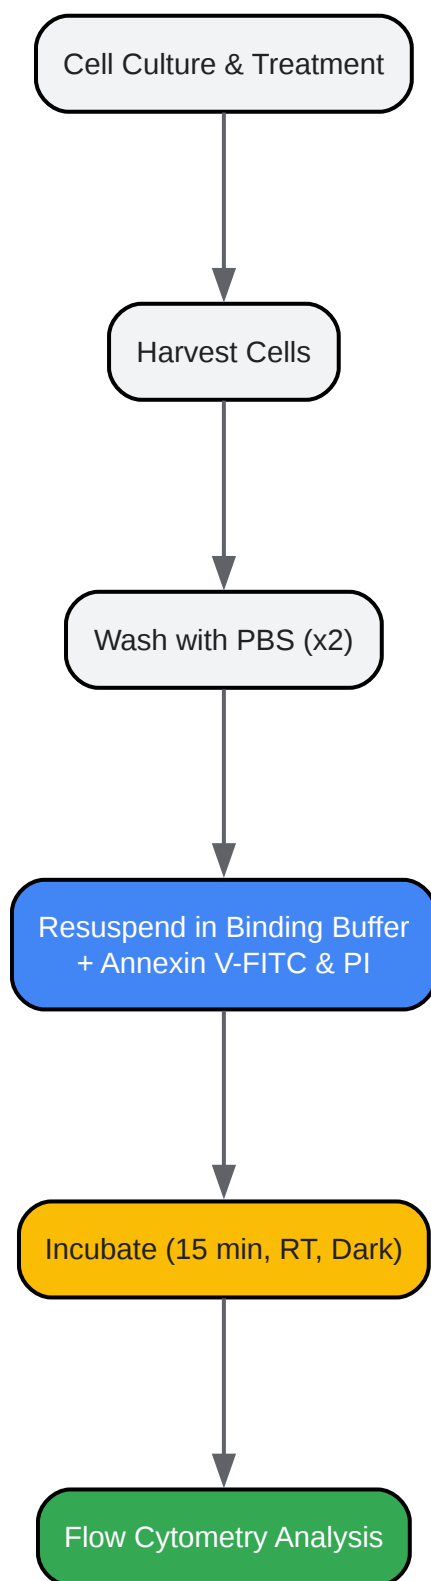 Cell Culture & Treatment
Harvest Cells
Wash with PBS (x2)
Resuspend in Binding Buffer
+ Annexin V-FITC & PI
Incubate (15 min, RT, Dark)
Flow Cytometry Analysis